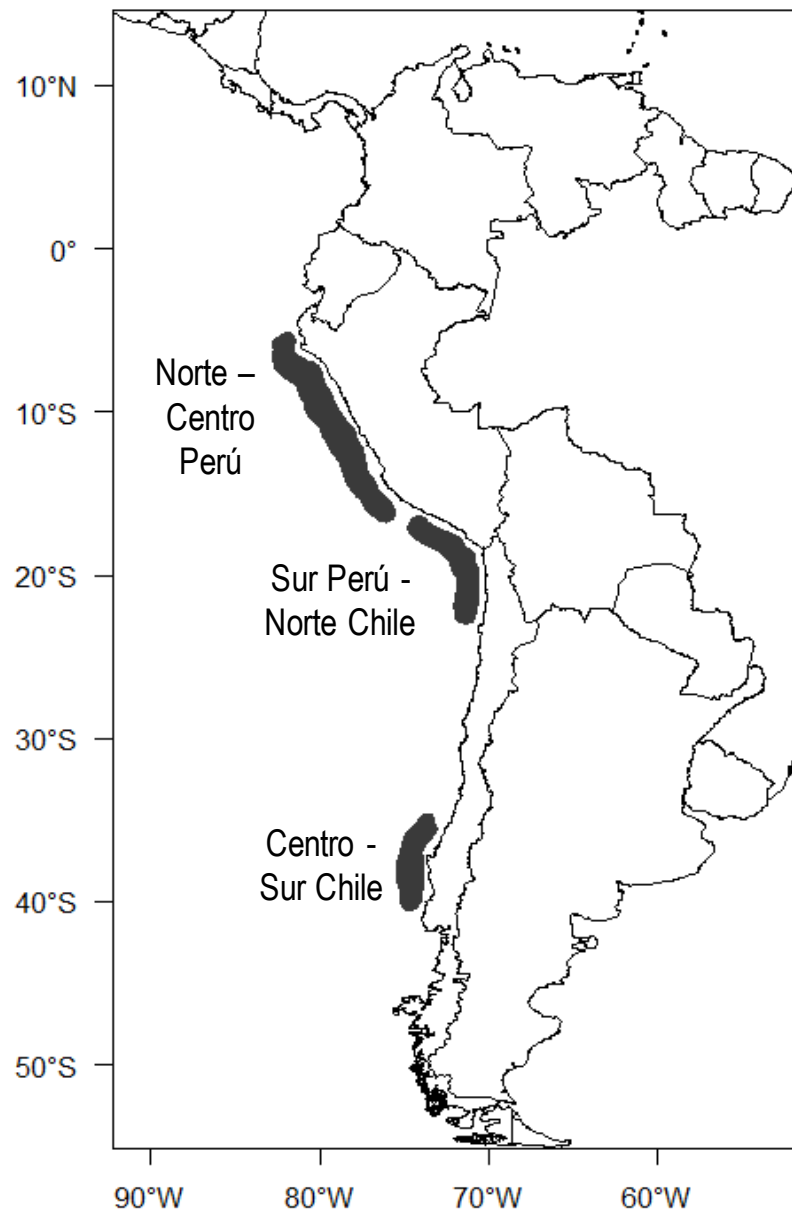 10°N
0°
Norte –
Centro
Perú
10°S
Sur Perú -
Norte Chile
20°S
30°S
Centro -
Sur Chile
40°S
50°S
90°W 80°W 70°W 60°W